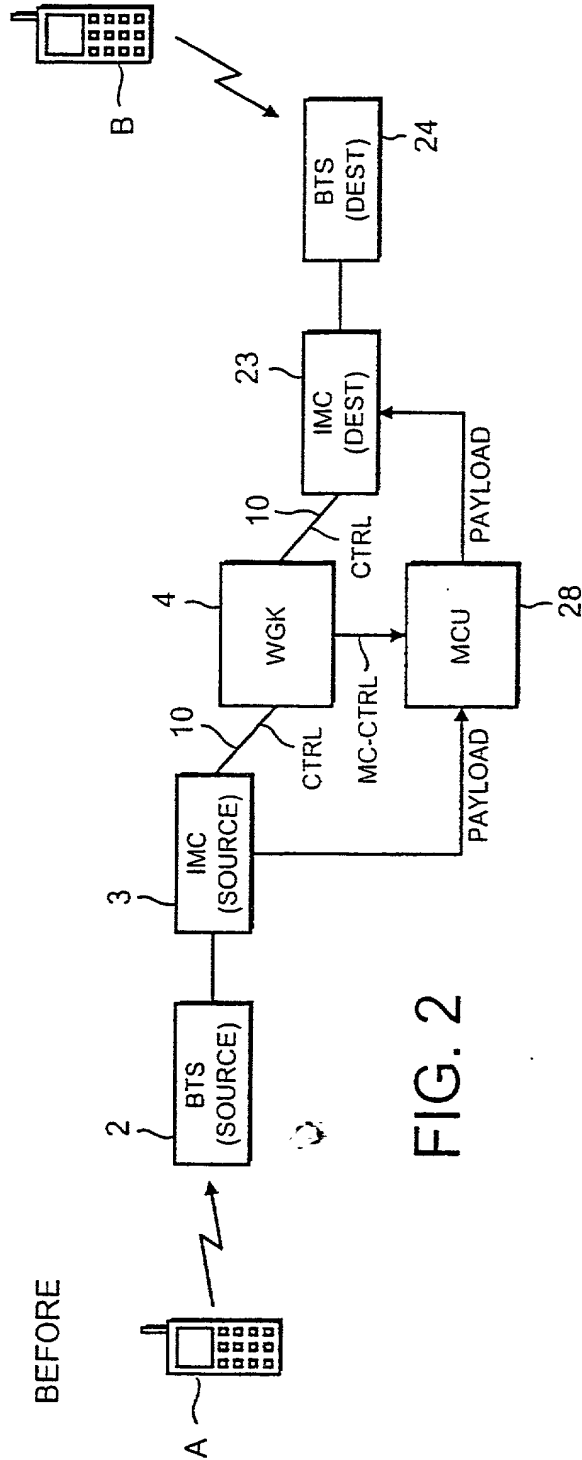 BEFORE
A
2
BTS
(SOURCE)
3
IMC
(SOURCE)
10
CTRL
4
WGK
MC-CTRL
PAYLOAD
MCU
28
PAYLOAD
10
CTRL
23
IMC
(DEST)
BTS
(DEST)
24
B
FIG. 2